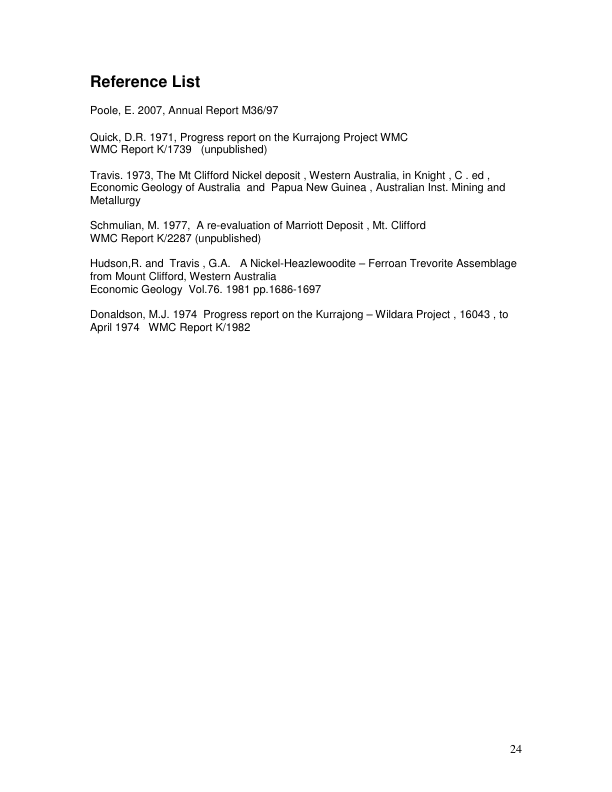 Reference List
Poole, E. 2007, Annual Report M36/97
Quick, D.R. 1971, Progress report on the Kurrajong Project WMC
WMC Report K/1739   (unpublished)
Travis. 1973, The Mt Clifford Nickel deposit , Western Australia, in Knight , C . ed ,
Economic Geology of Australia  and  Papua New Guinea , Australian Inst. Mining and
Metallurgy
Schmulian, M. 1977,  A re-evaluation of Marriott Deposit , Mt. Clifford
WMC Report K/2287 (unpublished)
Hudson,R. and  Travis , G.A.   A Nickel-Heazlewoodite – Ferroan Trevorite Assemblage
from Mount Clifford, Western Australia
Economic Geology  Vol.76. 1981 pp.1686-1697
Donaldson, M.J. 1974  Progress report on the Kurrajong – Wildara Project , 16043 , to
April 1974   WMC Report K/1982
24